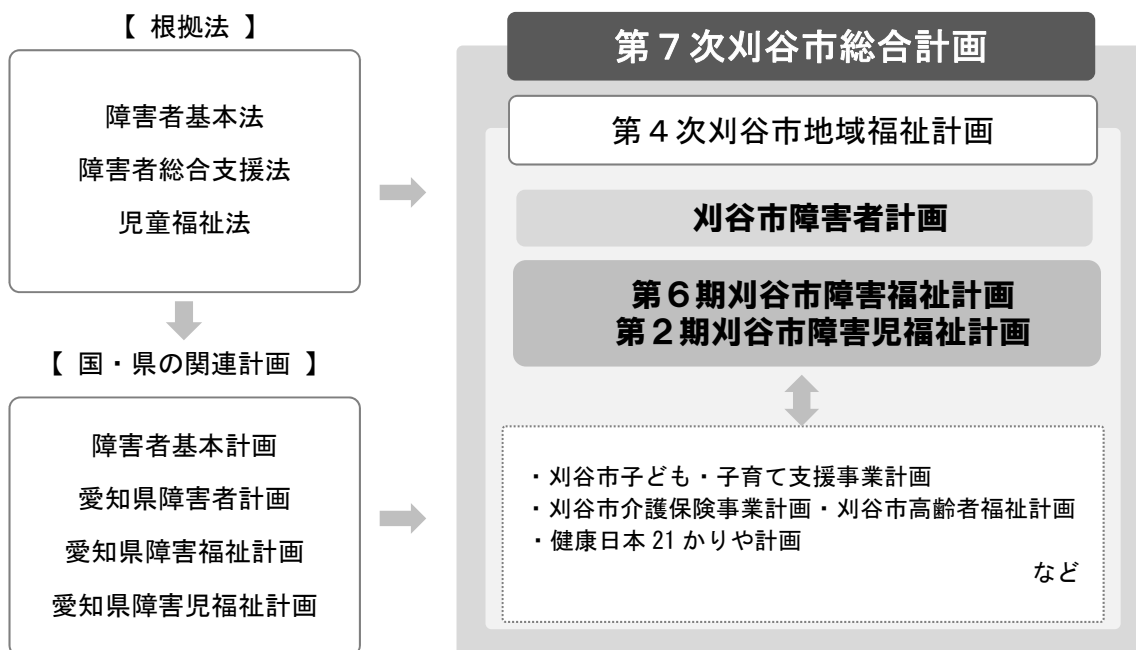 【 根拠法 】
障害者基本法
障害者総合支援法
児童福祉法
【 国・県の関連計画 】
障害者基本計画
愛知県障害者計画
愛知県障害福祉計画
愛知県障害児福祉計画
第７次刈谷市総合計画
第４次刈谷市地域福祉計画
刈谷市障害者計画
第６期刈谷市障害福祉計画
第２期刈谷市障害児福祉計画
・刈谷市子ども・子育て支援事業計画
・刈谷市介護保険事業計画・刈谷市高齢者福祉計画
・健康日本 21 かりや計画
など